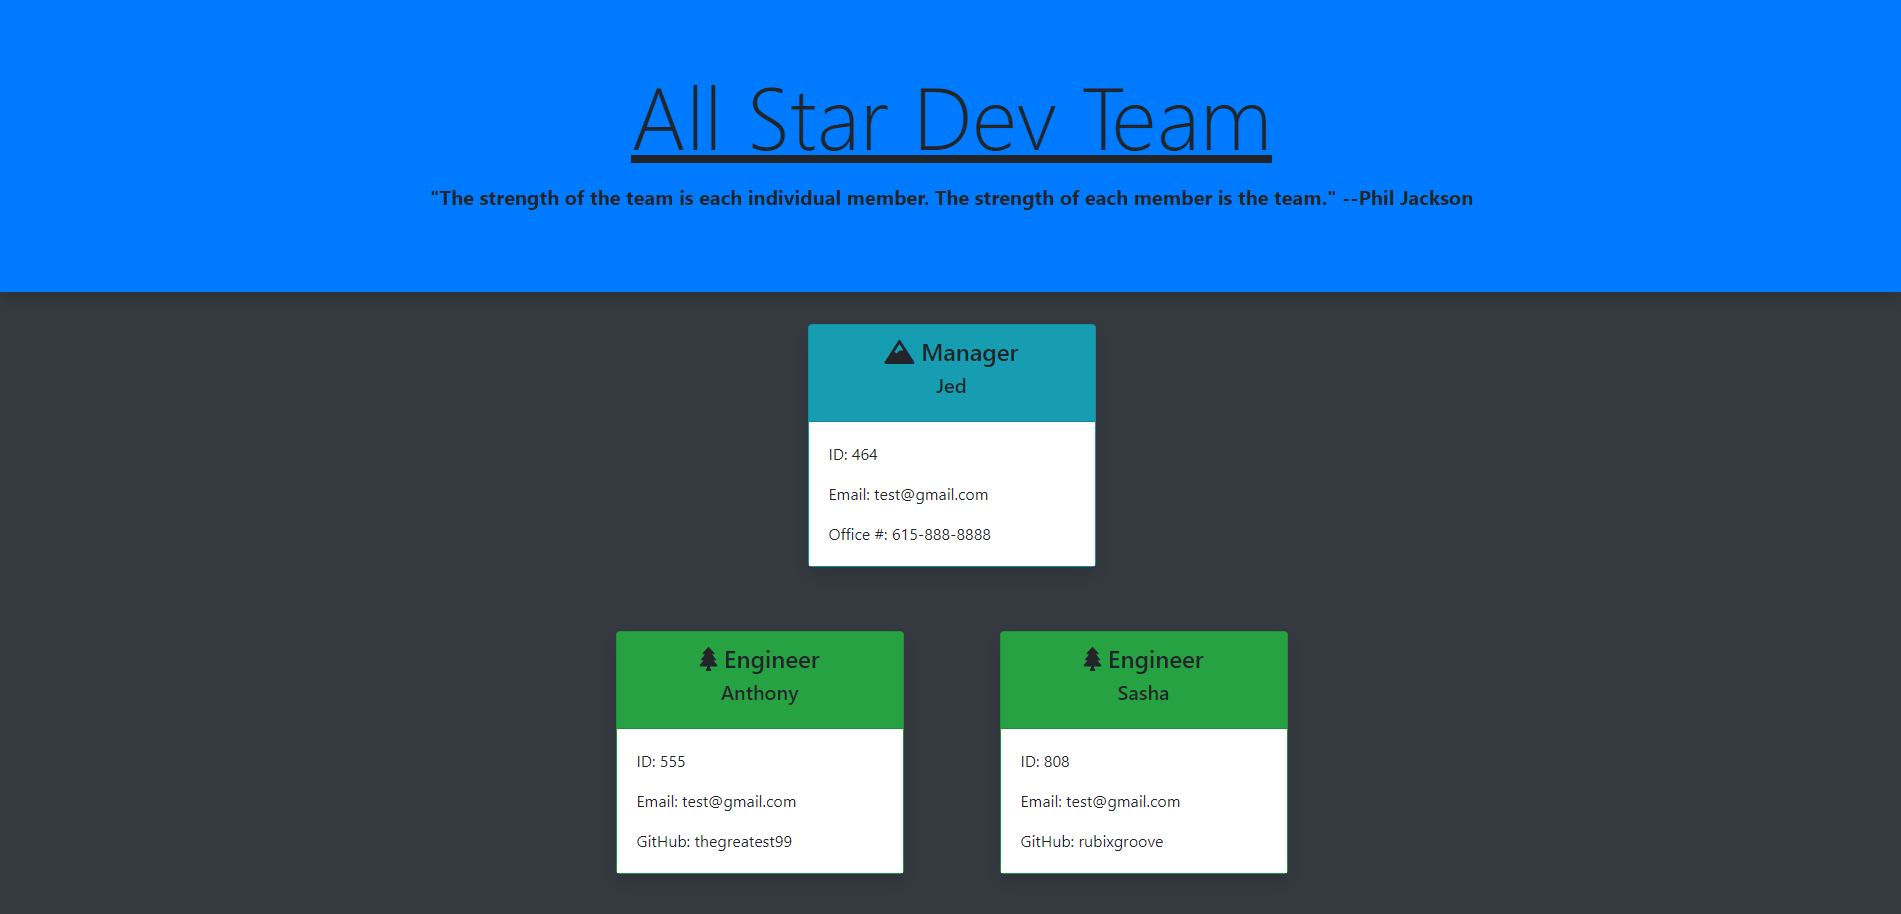 All Star Dev Team
"The strength of the team is each individual member. The strength of each member is the team." --Phil Jackson
Manager
Jed
ID: 464
Email: test@gmail.com
Office #: 615-888-8888
Engineer
Anthony
ID: 555
Email: test@gmail.com
GitHub: thegreatest99
Engineer
Sasha
ID: 808
Email: test@gmail.com
GitHub: rubixgroove